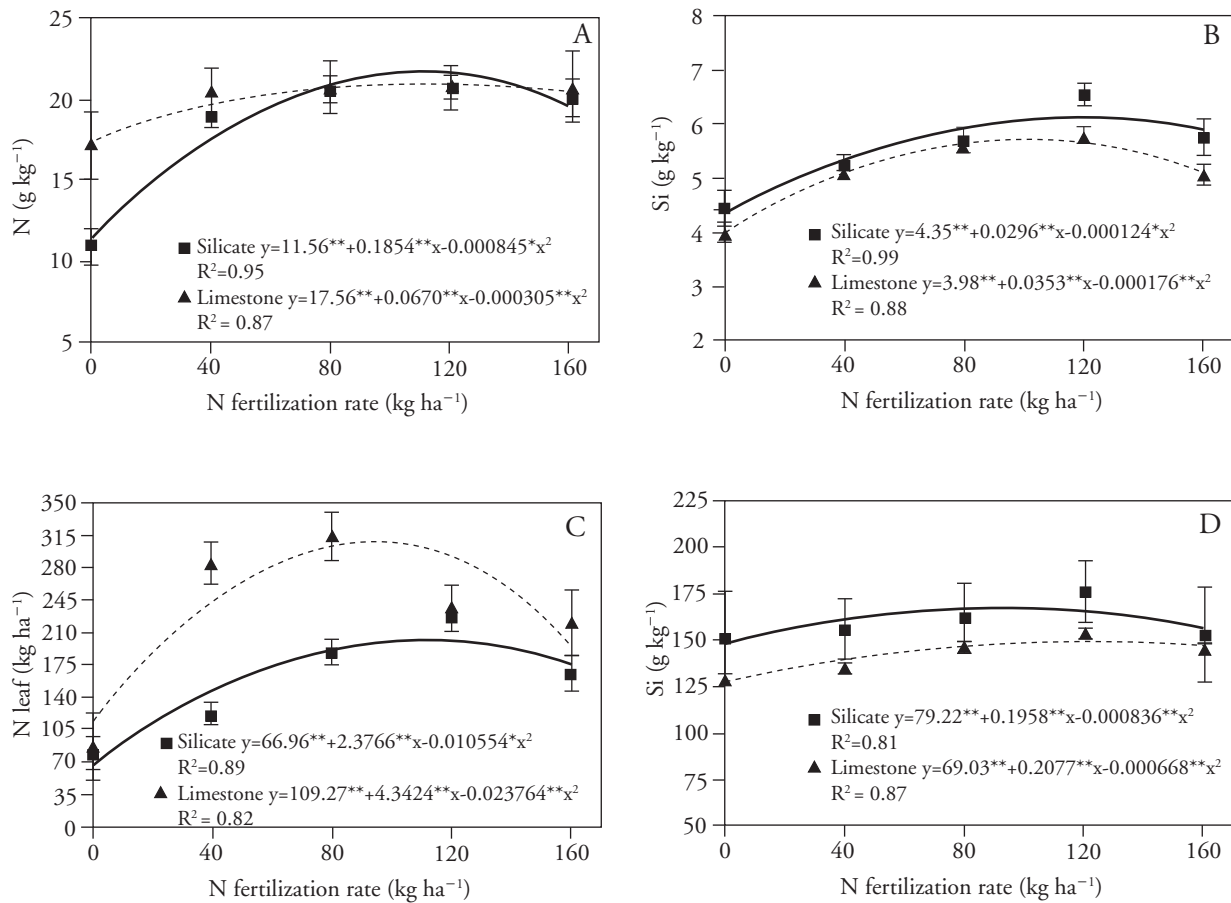 A
N (g kg⁻¹)
25
20
15
10
5
Silicate y=11.56**+0.1854**x-0.000845*x²
R²=0.95
Limestone y=17.56**+0.0670**x-0.000305**x²
R² = 0.87
0 40 80 120 160
N fertilization rate (kg ha⁻¹)
B
Si (g kg⁻¹)
8
7
6
5
4
3
2
Silicate y=4.35**+0.0296**x-0.000124*x²
R²=0.99
Limestone y=3.98**+0.0353**x-0.000176**x²
R² = 0.88
0 40 80 120 160
N fertilization rate (kg ha⁻¹)
C
N leaf (kg ha⁻¹)
350
315
280
245
210
175
140
105
70
35
0
Silicate y=66.96**+2.3766**x-0.010554*x²
R²=0.89
Limestone y=109.27**+4.3424**x-0.023764**x²
R² = 0.82
0 40 80 120 160
N fertilization rate (kg ha⁻¹)
D
Si (g kg⁻¹)
225
200
175
150
125
100
75
50
Silicate y=79.22**+0.1958**x-0.000836**x²
R²=0.81
Limestone y=69.03**+0.2077**x-0.000668**x²
R² = 0.87
0 40 80 120 160
N fertilization rate (kg ha⁻¹)